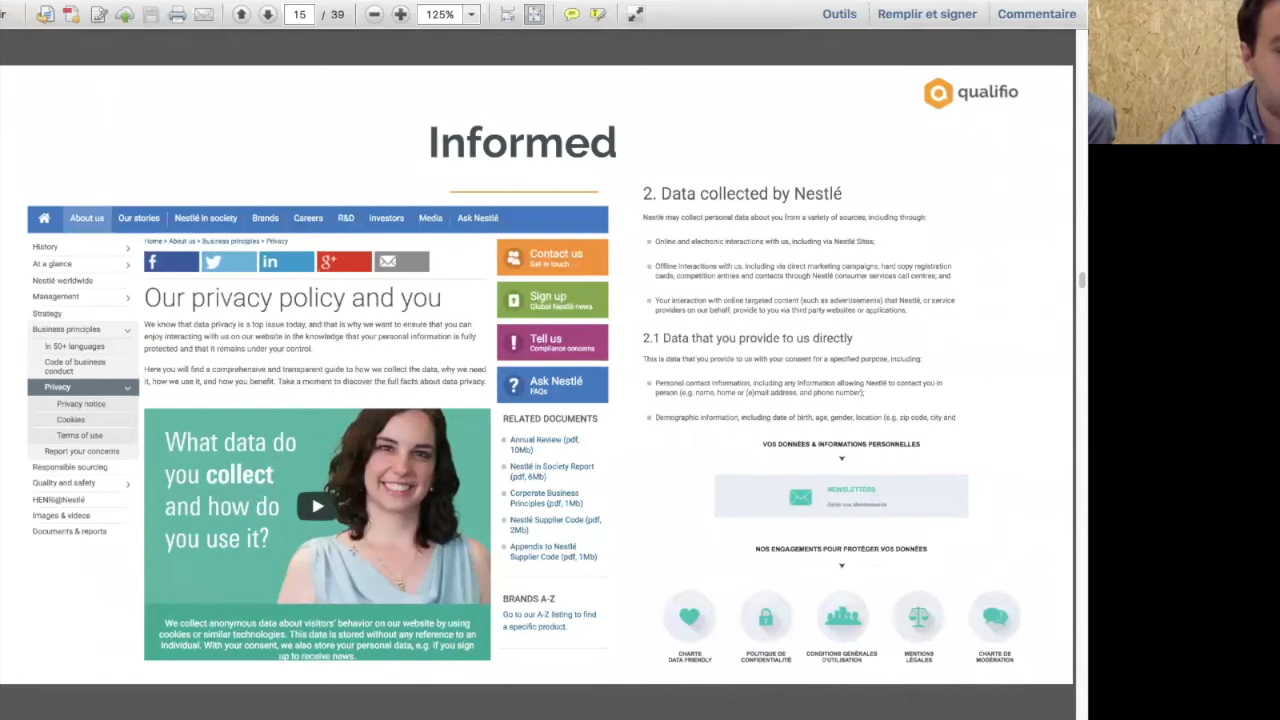 15 / 39
125%
Outils
Remplir et signer
Commentaire
qualifio
Informed
About us
Our stories
Nestlé in society
Brands
Careers
R&D
Investors
Media
Ask Nestlé
History
At a glance
Nestlé worldwide
Management
Strategy
Business principles
In 50+ languages
Code of business
conduct
Privacy
Privacy notice
Cookies
Terms of use
Report your concerns
Responsible sourcing
Quality and safety
HENRi@Nestlé
Images & videos
Documents & reports
Home > About us > Business principles > Privacy
Our privacy policy and you
We know that data privacy is a top issue today, and that is why we want to ensure that you can
enjoy interacting with us on our website in the knowledge that your personal information is fully
protected and that it remains under your control.
Here you will find a comprehensive and transparent guide to how we collect the data, why we need
it, how we use it, and how you benefit. Take a moment to discover the full facts about data privacy.
What data do
you collect
and how do
you use it?
We collect anonymous data about visitors' behavior on our website by using
cookies or similar technologies. This data is stored without any reference to an
individual. With your consent, we also store your personal data, e.g. if you sign
up to receive news.
Contact us
Get in touch
Sign up
Global Nestlé news
Tell us
Compliance concerns
Ask Nestlé
FAQs
RELATED DOCUMENTS
Annual Review (pdf,
10Mb)
Nestlé in Society Report
(pdf, 6Mb)
Corporate Business
Principles (pdf, 1Mb)
Nestlé Supplier Code (pdf,
2Mb)
Appendix to Nestlé
Supplier Code (pdf, 1Mb)
BRANDS A-Z
Go to our A-Z listing to find
a specific product.
2. Data collected by Nestlé
Nestlé may collect personal data about you from a variety of sources, including through:
Online and electronic interactions with us, including via Nestlé Sites;
Offline interactions with us, including via direct marketing campaigns, hard copy registration
cards, competition entries and contacts through Nestlé consumer services call centres; and
Your interaction with online targeted content (such as advertisements) that Nestlé, or service
providers on our behalf, provide to you via third party websites or applications.
2.1 Data that you provide to us directly
This is data that you provide to us with your consent for a specified purpose, including:
Personal contact information, including any information allowing Nestlé to contact you in
person (e.g. name, home or (e)mail address, and phone number);
Demographic information, including date of birth, age, gender, location (e.g. zip code, city and
VOS DONNÉES & INFORMATIONS PERSONNELLES
NEWSLETTERS
Gérer vos abonnements
NOS ENGAGEMENTS POUR PROTÉGER VOS DONNÉES
CHARTE
DATA FRIENDLY
POLITIQUE DE
CONFIDENTIALITÉ
CONDITIONS GÉNÉRALES
D'UTILISATION
MENTIONS
LÉGALES
CHARTE DE
MODÉRATION